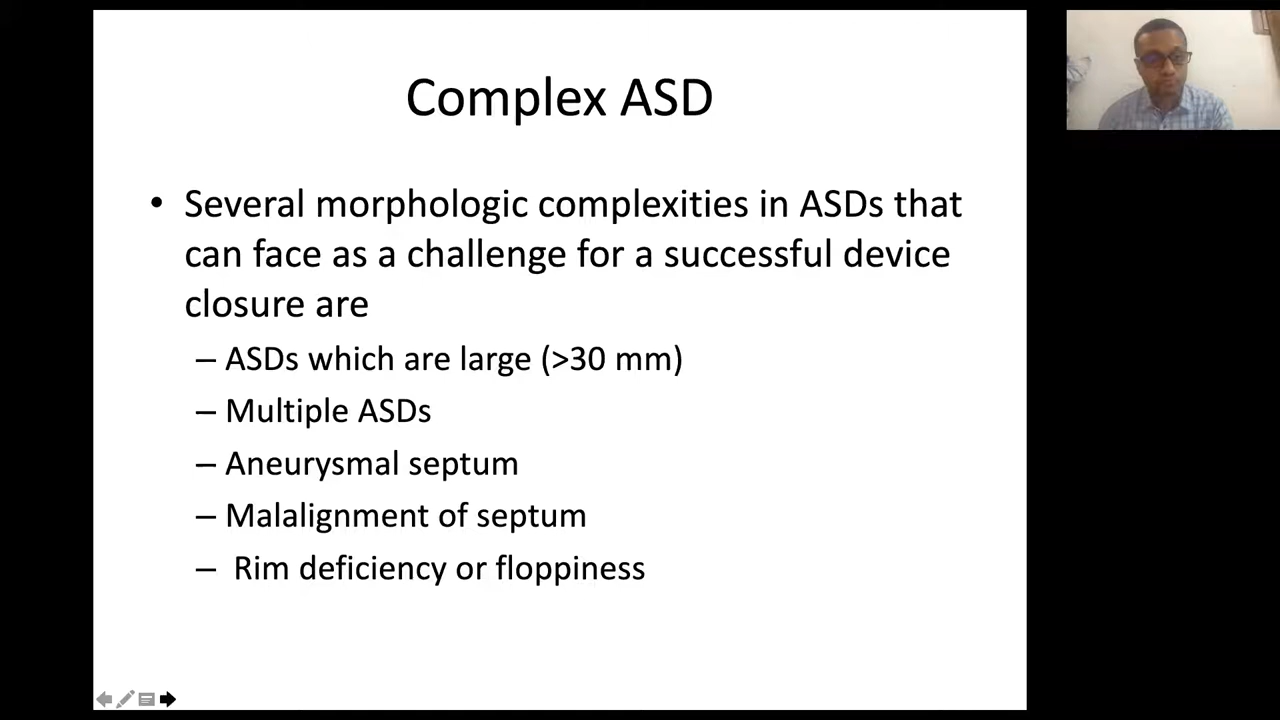 Complex ASD
• Several morphologic complexities in ASDs that
can face as a challenge for a successful device
closure are
– ASDs which are large (>30 mm)
– Multiple ASDs
– Aneurysmal septum
– Malalignment of septum
– Rim deficiency or floppiness